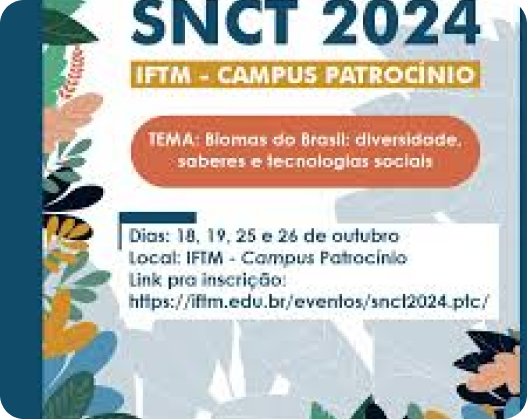 SNCT 2024
IFTM - CAMPUS PATROCÍNIO
TEMA: Biomas do Brasil: diversidade,
saberes e tecnologias sociais
Dias: 18, 19, 25 e 26 de outubro
Local: IFTM - Campus Patrocínio
Link pra inscrição:
https://iftm.edu.br/eventos/snct2024.ptc/